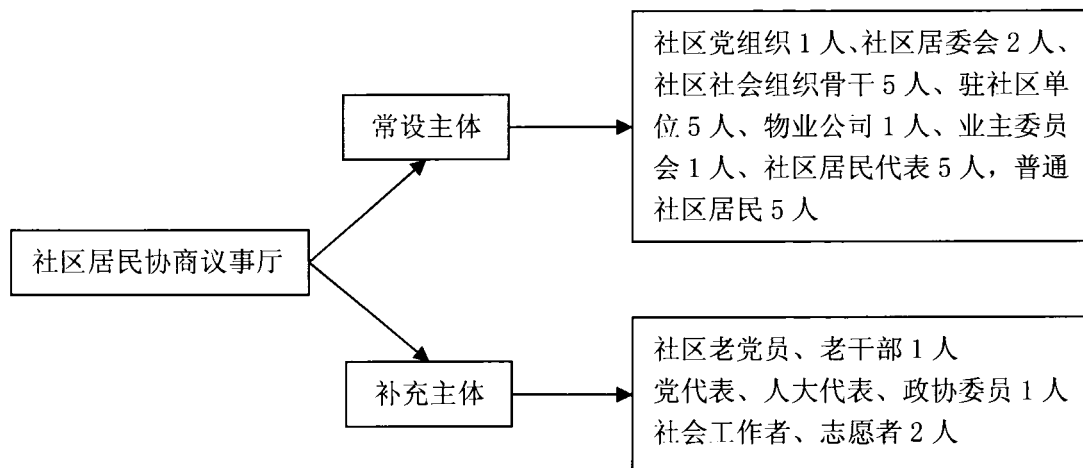 社区党组织 1 人、社区居委会 2 人、
社区社会组织骨干 5 人、驻社区单
位 5 人、物业公司 1 人、业主委员
会 1 人、社区居民代表 5 人，普通
社区居民 5 人
常设主体
社区居民协商议事厅
补充主体
社区老党员、老干部 1 人
党代表、人大代表、政协委员 1 人
社会工作者、志愿者 2 人